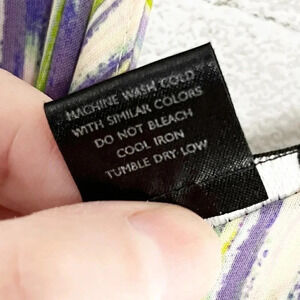 MACHINE WASH COLD
WITH SIMILAR COLORS
DO NOT BLEACH
COOL IRON
TUMBLE DRY LOW